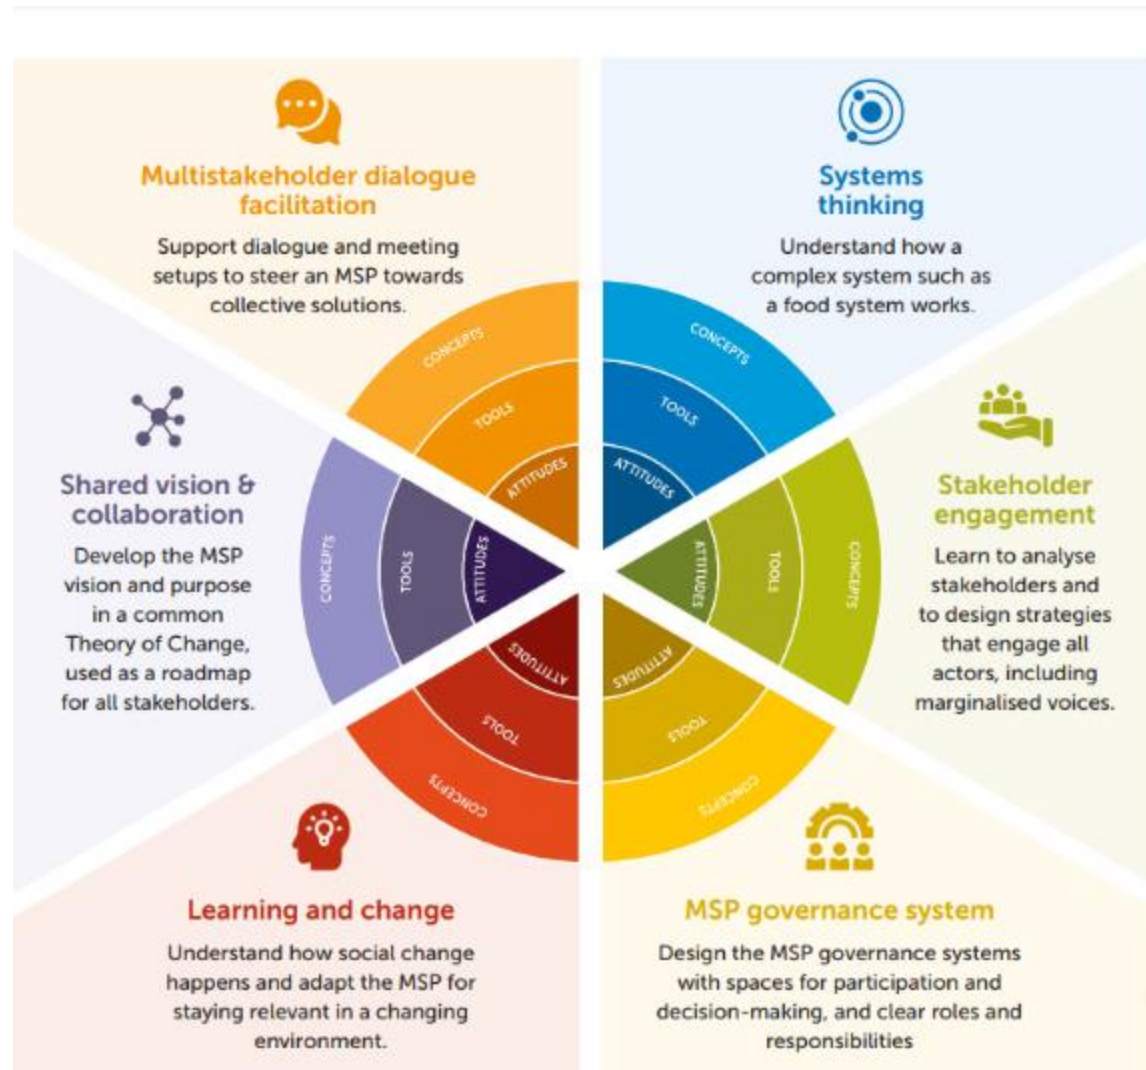 Multistakeholder dialogue
facilitation
Support dialogue and meeting
setups to steer an MSP towards
collective solutions.
CONCEPTS
TOOLS
ATTITUDES
Systems
thinking
Understand how a
complex system such as
a food system works.
CONCEPTS
TOOLS
ATTITUDES
Shared vision &
collaboration
Develop the MSP
vision and purpose
in a common
Theory of Change,
used as a roadmap
for all stakeholders.
CONCEPTS
TOOLS
ATTITUDES
Stakeholder
engagement
Learn to analyse
stakeholders and
to design strategies
that engage all
actors, including
marginalised voices.
ATTITUDES
TOOLS
CONCEPTS
Learning and change
Understand how social change
happens and adapt the MSP for
staying relevant in a changing
environment.
ATTITUDES
TOOLS
CONCEPTS
MSP governance system
Design the MSP governance systems
with spaces for participation and
decision-making, and clear roles and
responsibilities
ATTITUDES
TOOLS
CONCEPTS